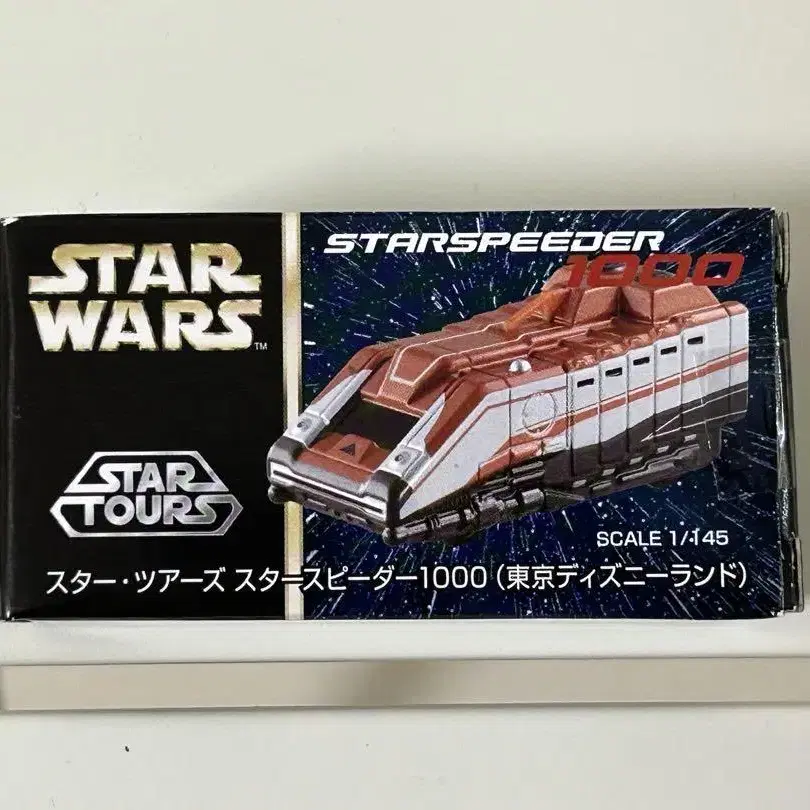 STAR
WARS
TM
STARSPEEDER
1000
STAR
TOURS
SCALE 1/145
スター・ツアーズ スタースピーダー1000（東京ディズニーランド）